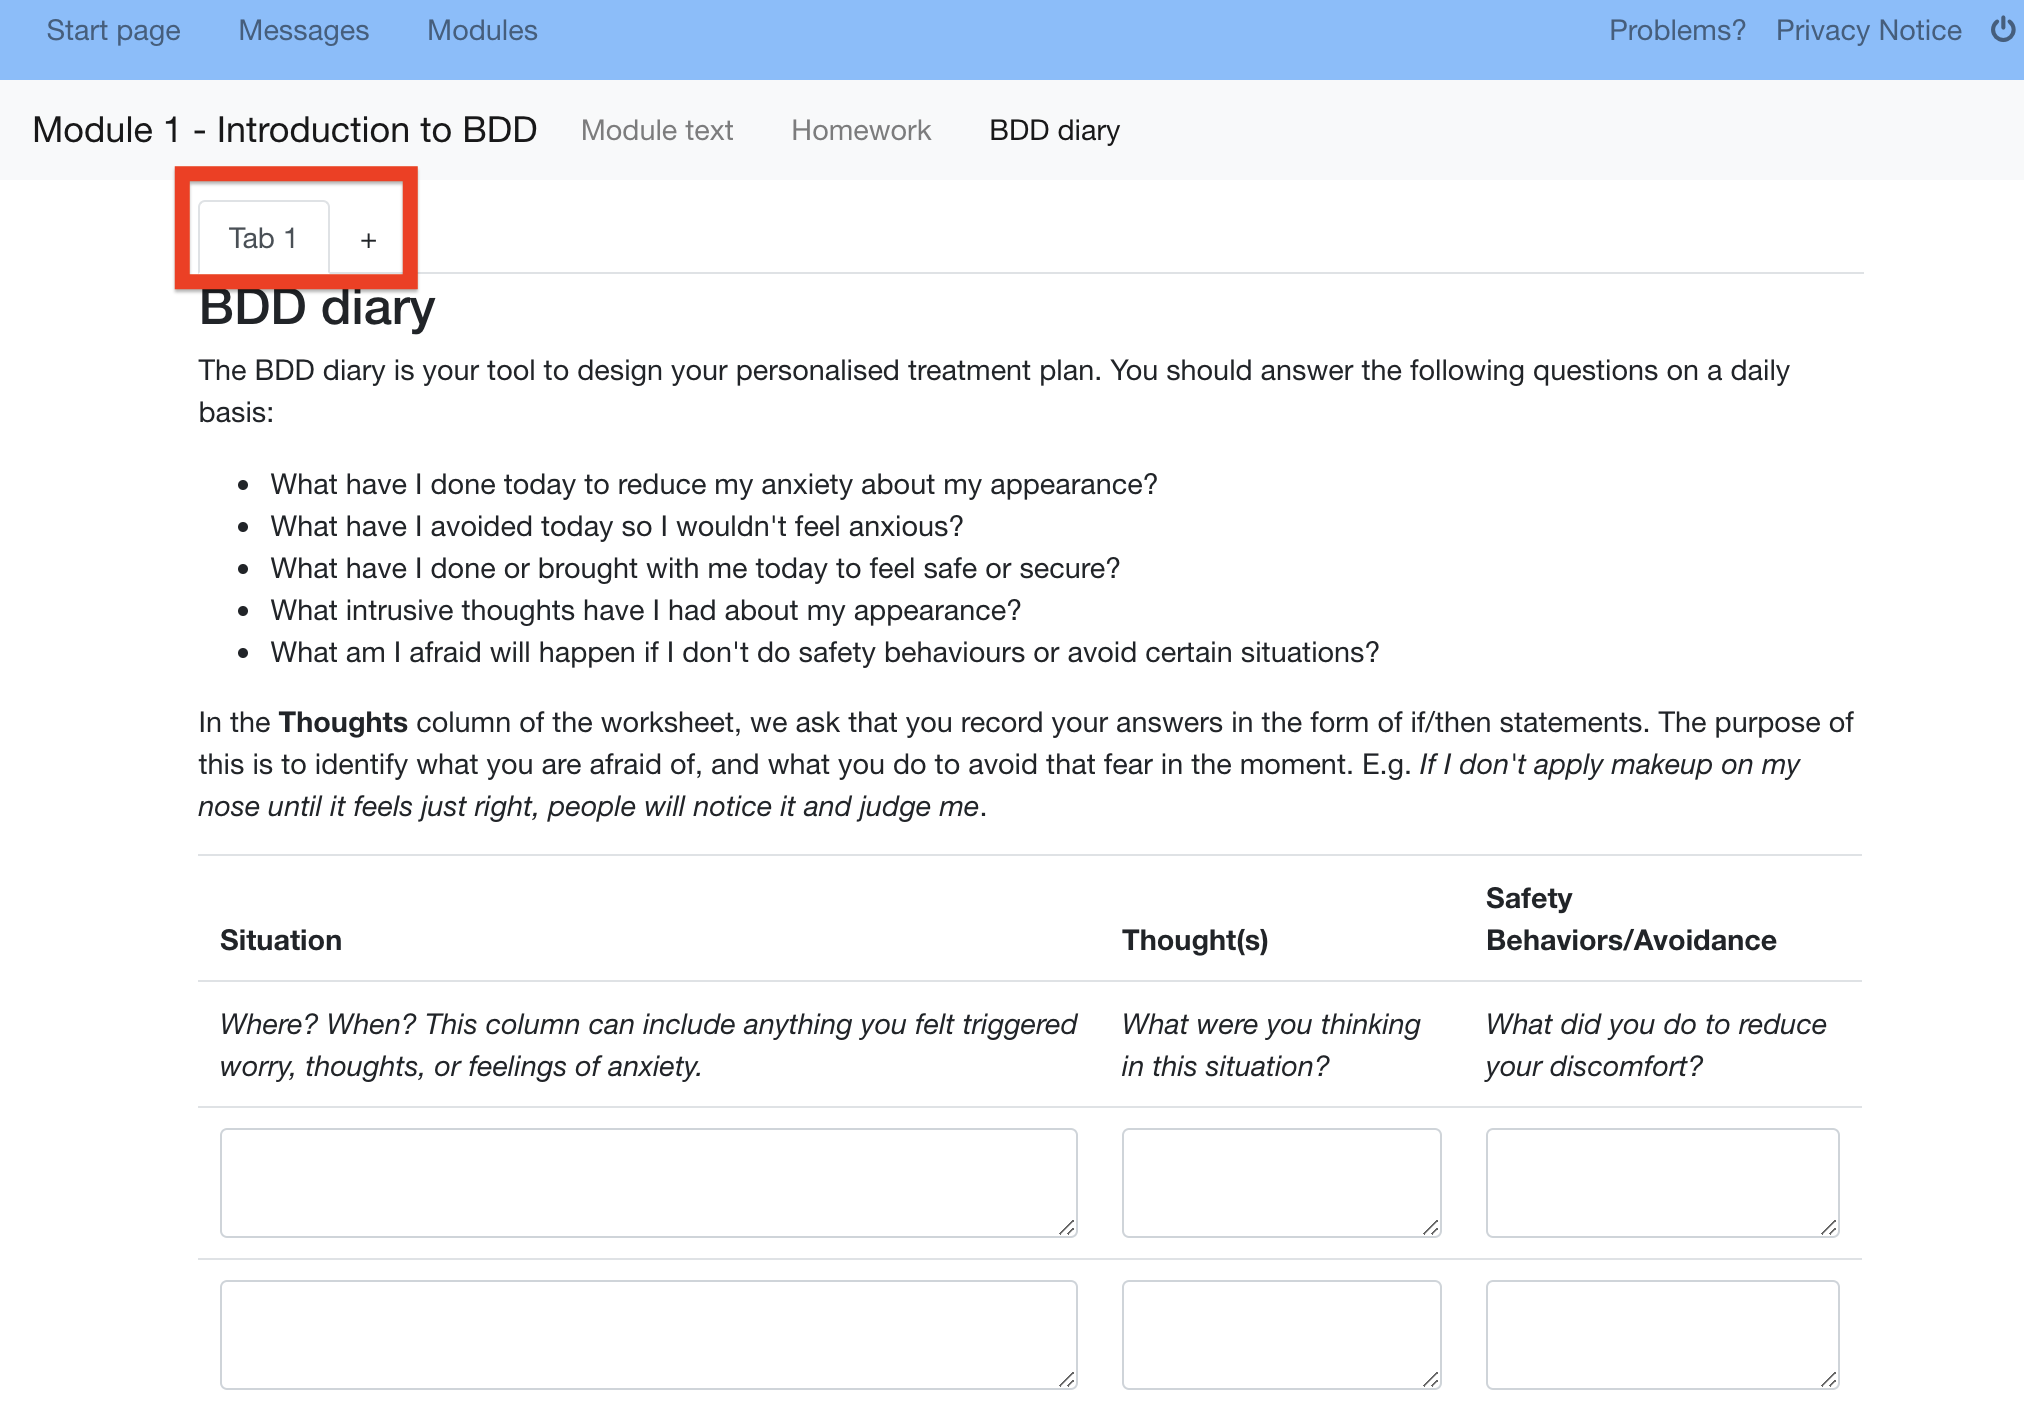 Start page Messages Modules Problems? Privacy Notice
Module 1 - Introduction to BDD Module text Homework BDD diary
Tab 1 +
BDD diary
The BDD diary is your tool to design your personalised treatment plan. You should answer the following questions on a daily
basis:
• What have I done today to reduce my anxiety about my appearance?
• What have I avoided today so I wouldn't feel anxious?
• What have I done or brought with me today to feel safe or secure?
• What intrusive thoughts have I had about my appearance?
• What am I afraid will happen if I don't do safety behaviours or avoid certain situations?
In the Thoughts column of the worksheet, we ask that you record your answers in the form of if/then statements. The purpose of
this is to identify what you are afraid of, and what you do to avoid that fear in the moment. E.g. If I don't apply makeup on my
nose until it feels just right, people will notice it and judge me.
Situation Thought(s) Safety
Behaviors/Avoidance
Where? When? This column can include anything you felt triggered
worry, thoughts, or feelings of anxiety.
What were you thinking
in this situation?
What did you do to reduce
your discomfort?